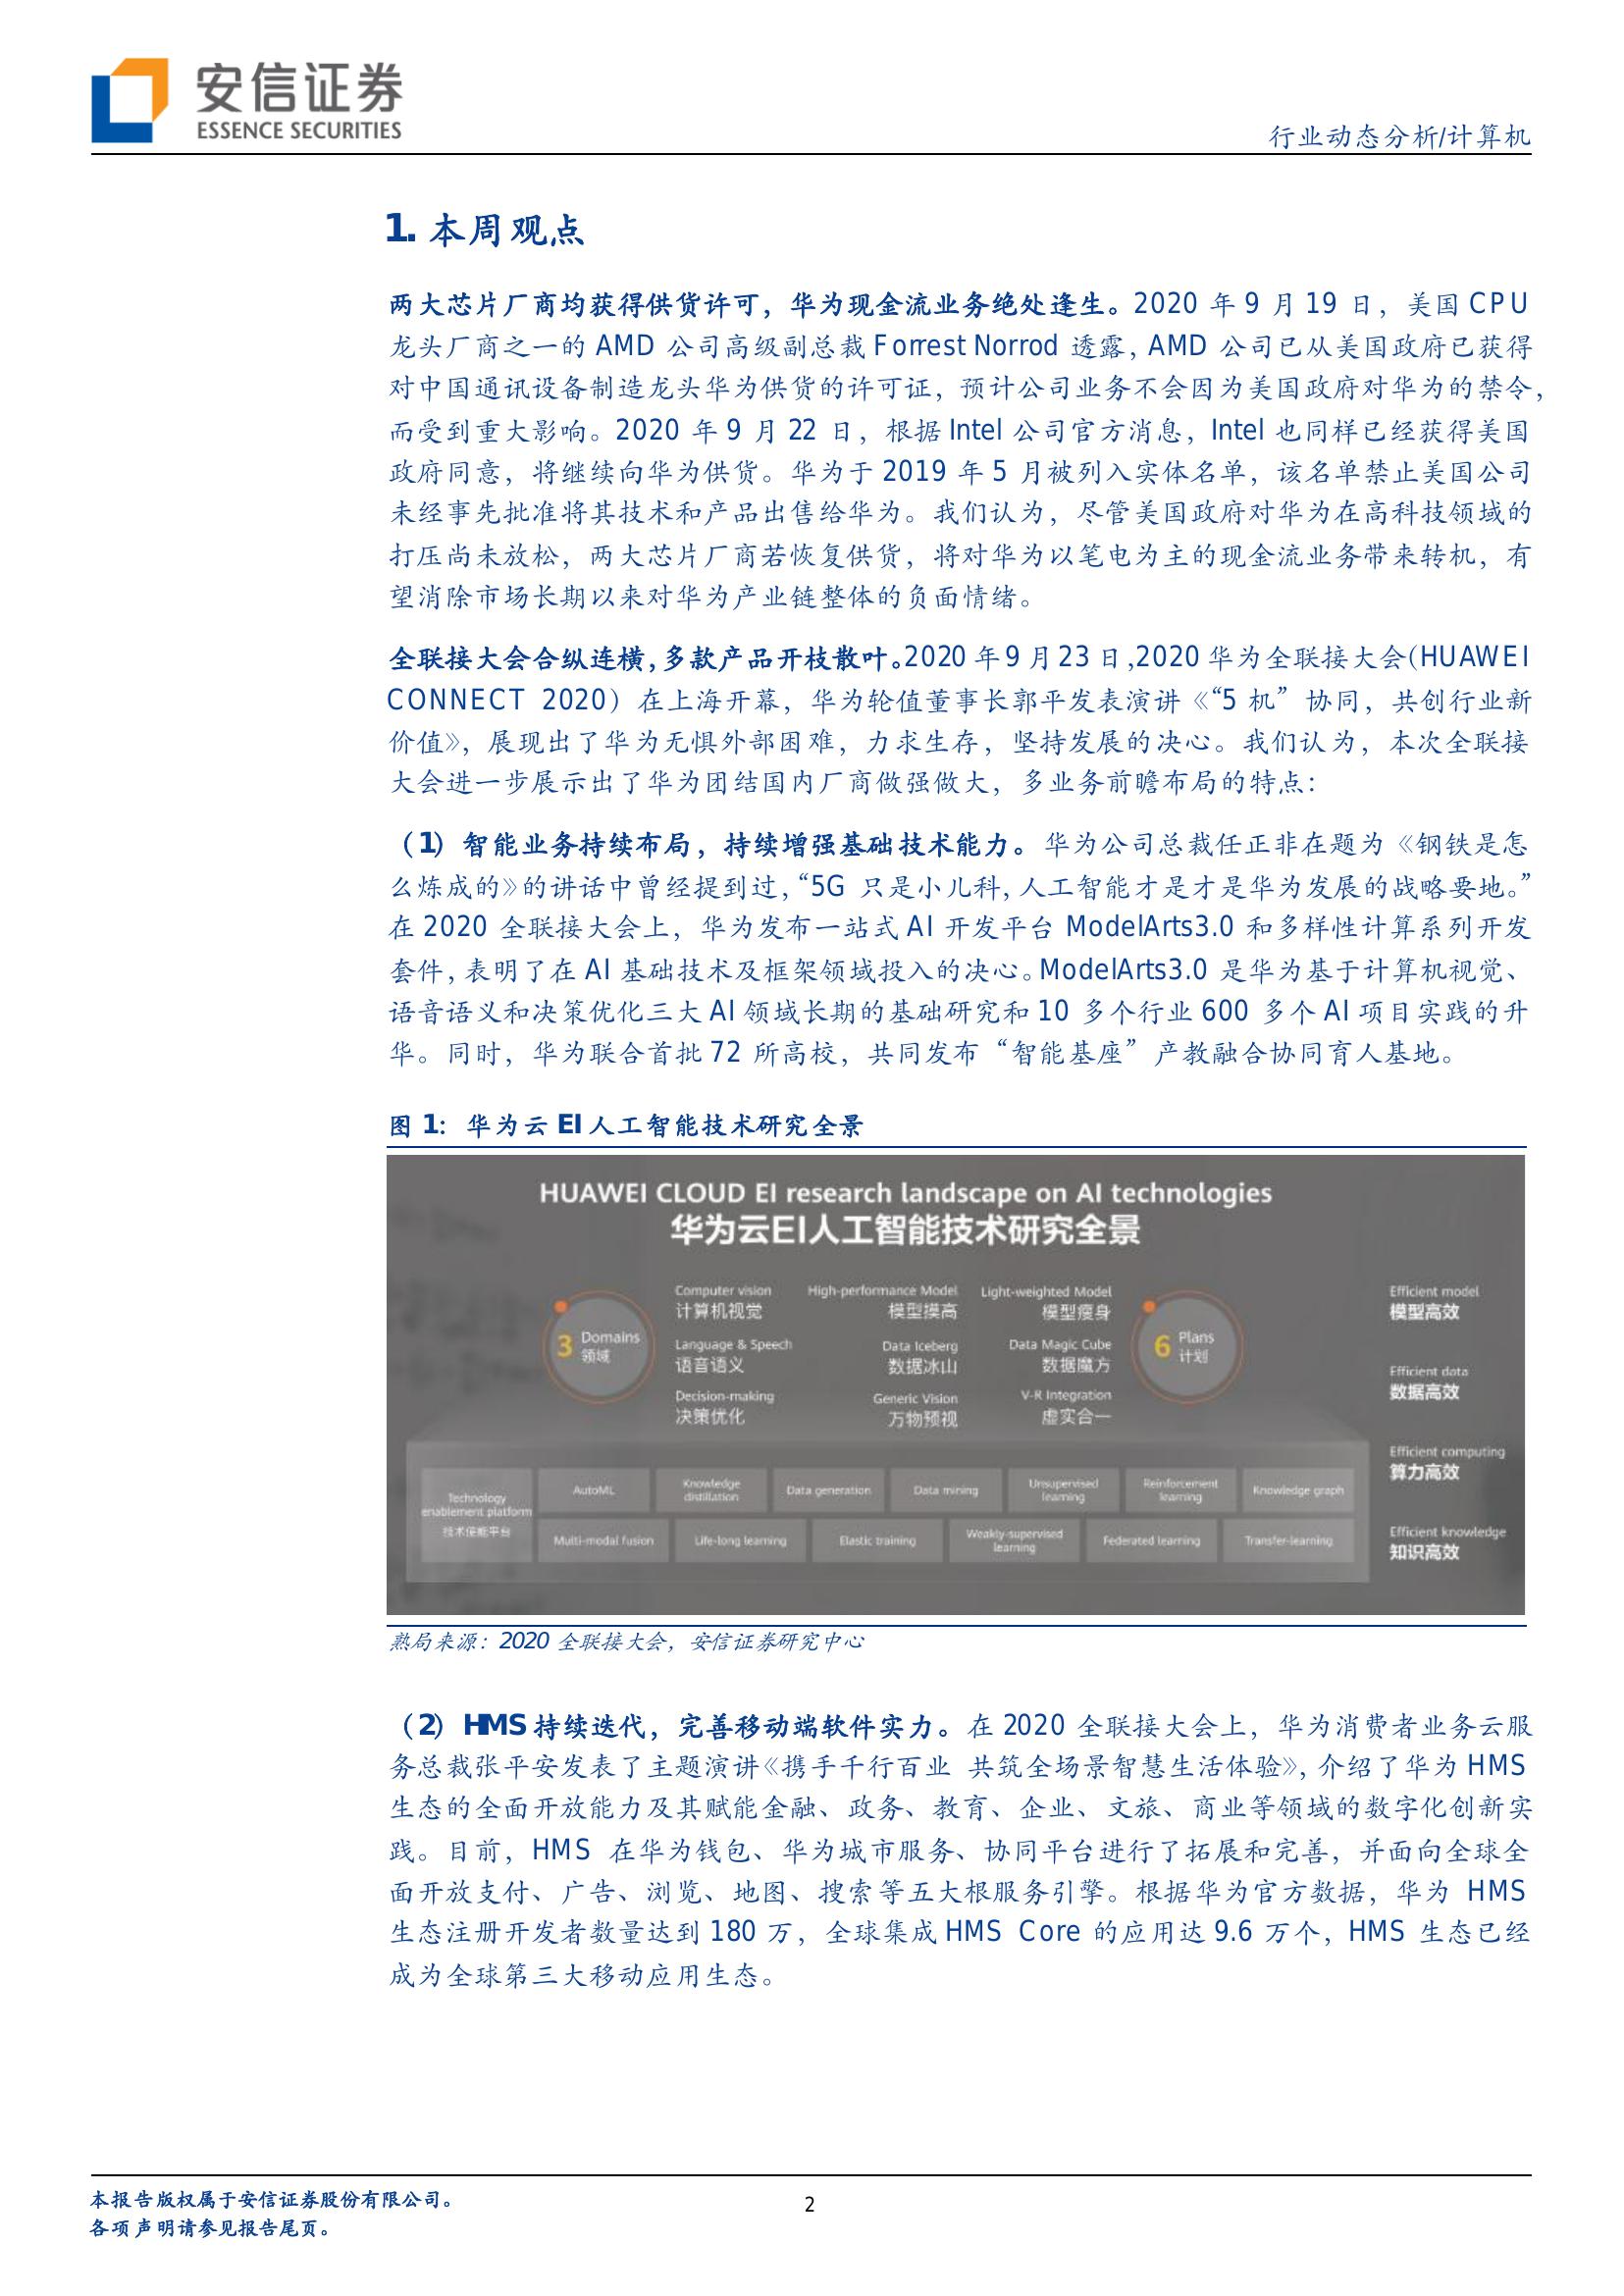 安信证券
ESSENCE SECURITIES
行业动态分析/计算机
1. 本周观点
两大芯片厂商均获得供货许可，华为现金流业务绝处逢生。2020 年 9 月 19 日，美国 CPU
龙头厂商之一的 AMD 公司高级副总裁 Forrest Norrod 透露，AMD 公司已从美国政府已获得
对中国通讯设备制造龙头华为供货的许可证，预计公司业务不会因为美国政府对华为的禁令，
而受到重大影响。2020 年 9 月 22 日，根据 Intel 公司官方消息，Intel 也同样已经获得美国
政府同意，将继续向华为供货。华为于 2019 年 5 月被列入实体名单，该名单禁止美国公司
未经事先批准将其技术和产品出售给华为。我们认为，尽管美国政府对华为在高科技领域的
打压尚未放松，两大芯片厂商若恢复供货，将对华为以笔电为主的现金流业务带来转机，有
望消除市场长期以来对华为产业链整体的负面情绪。
全联接大会合纵连横，多款产品开枝散叶。2020 年 9 月 23 日，2020 华为全联接大会（HUAWEI
CONNECT 2020）在上海开幕，华为轮值董事长郭平发表演讲《“5 机”协同，共创行业新
价值》，展现出了华为无惧外部困难，力求生存，坚持发展的决心。我们认为，本次全联接
大会进一步展示出了华为团结国内厂商做强做大，多业务前瞻布局的特点：
（1）智能业务持续布局，持续增强基础技术能力。华为公司总裁任正非在题为《钢铁是怎
么炼成的》的讲话中曾经提到过，“5G 只是小儿科，人工智能才是才是华为发展的战略要地。”
在 2020 全联接大会上，华为发布一站式 AI 开发平台 ModelArts3.0 和多样性计算系列开发
套件，表明了在 AI 基础技术及框架领域投入的决心。ModelArts3.0 是华为基于计算机视觉、
语音语义和决策优化三大 AI 领域长期的基础研究和 10 多个行业 600 多个 AI 项目实践的升
华。同时，华为联合首批 72 所高校，共同发布“智能基座”产教融合协同育人基地。
图 1：华为云 EI 人工智能技术研究全景
HUAWEI CLOUD EI research landscape on AI technologies
华为云EI人工智能技术研究全景
3 Domains
领域
Computer vision
计算机视觉
Language & Speech
语音语义
Decision-making
决策优化
High-performance Model
模型摸高
Data Iceberg
数据冰山
Generic Vision
万物预视
Light-weighted Model
模型瘦身
Data Magic Cube
数据魔方
V-R Integration
虚实合一
6 Plans
计划
Efficient model
模型高效
Efficient data
数据高效
Efficient computing
算力高效
Efficient knowledge
知识高效
Technology
enablement platform
技术使能平台
AutoML
Knowledge
distillation
Data generation
Data mining
Unsupervised
learning
Reinforcement
learning
Knowledge graph
Multi-modal fusion
Life-long learning
Elastic training
Weakly-supervised
learning
Federated learning
Transfer-learning
熟局来源：2020 全联接大会，安信证券研究中心
（2）HMS 持续迭代，完善移动端软件实力。在 2020 全联接大会上，华为消费者业务云服
务总裁张平安发表了主题演讲《携手千行百业 共筑全场景智慧生活体验》，介绍了华为 HMS
生态的全面开放能力及其赋能金融、政务、教育、企业、文旅、商业等领域的数字化创新实
践。目前，HMS 在华为钱包、华为城市服务、协同平台进行了拓展和完善，并面向全球全
面开放支付、广告、浏览、地图、搜索等五大根服务引擎。根据华为官方数据，华为 HMS
生态注册开发者数量达到 180 万，全球集成 HMS Core 的应用达 9.6 万个，HMS 生态已经
成为全球第三大移动应用生态。
本报告版权属于安信证券股份有限公司。
各项声明请参见报告尾页。
2